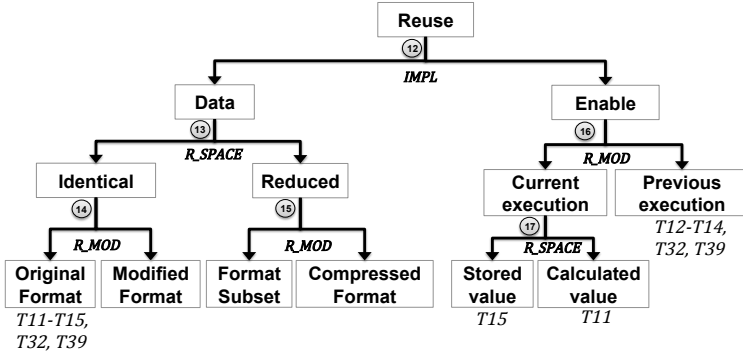 Reuse
12
IMPL
Data
Enable
13
16
R_SPACE
R_MOD
Identical
Reduced
Current
execution
Previous
execution
14
15
17
T12-T14,
T32, T39
R_MOD
R_MOD
R_SPACE
Original
Format
Modified
Format
Format
Subset
Compressed
Format
Stored
value
Calculated
value
T11-T15,
T32, T39
T15
T11